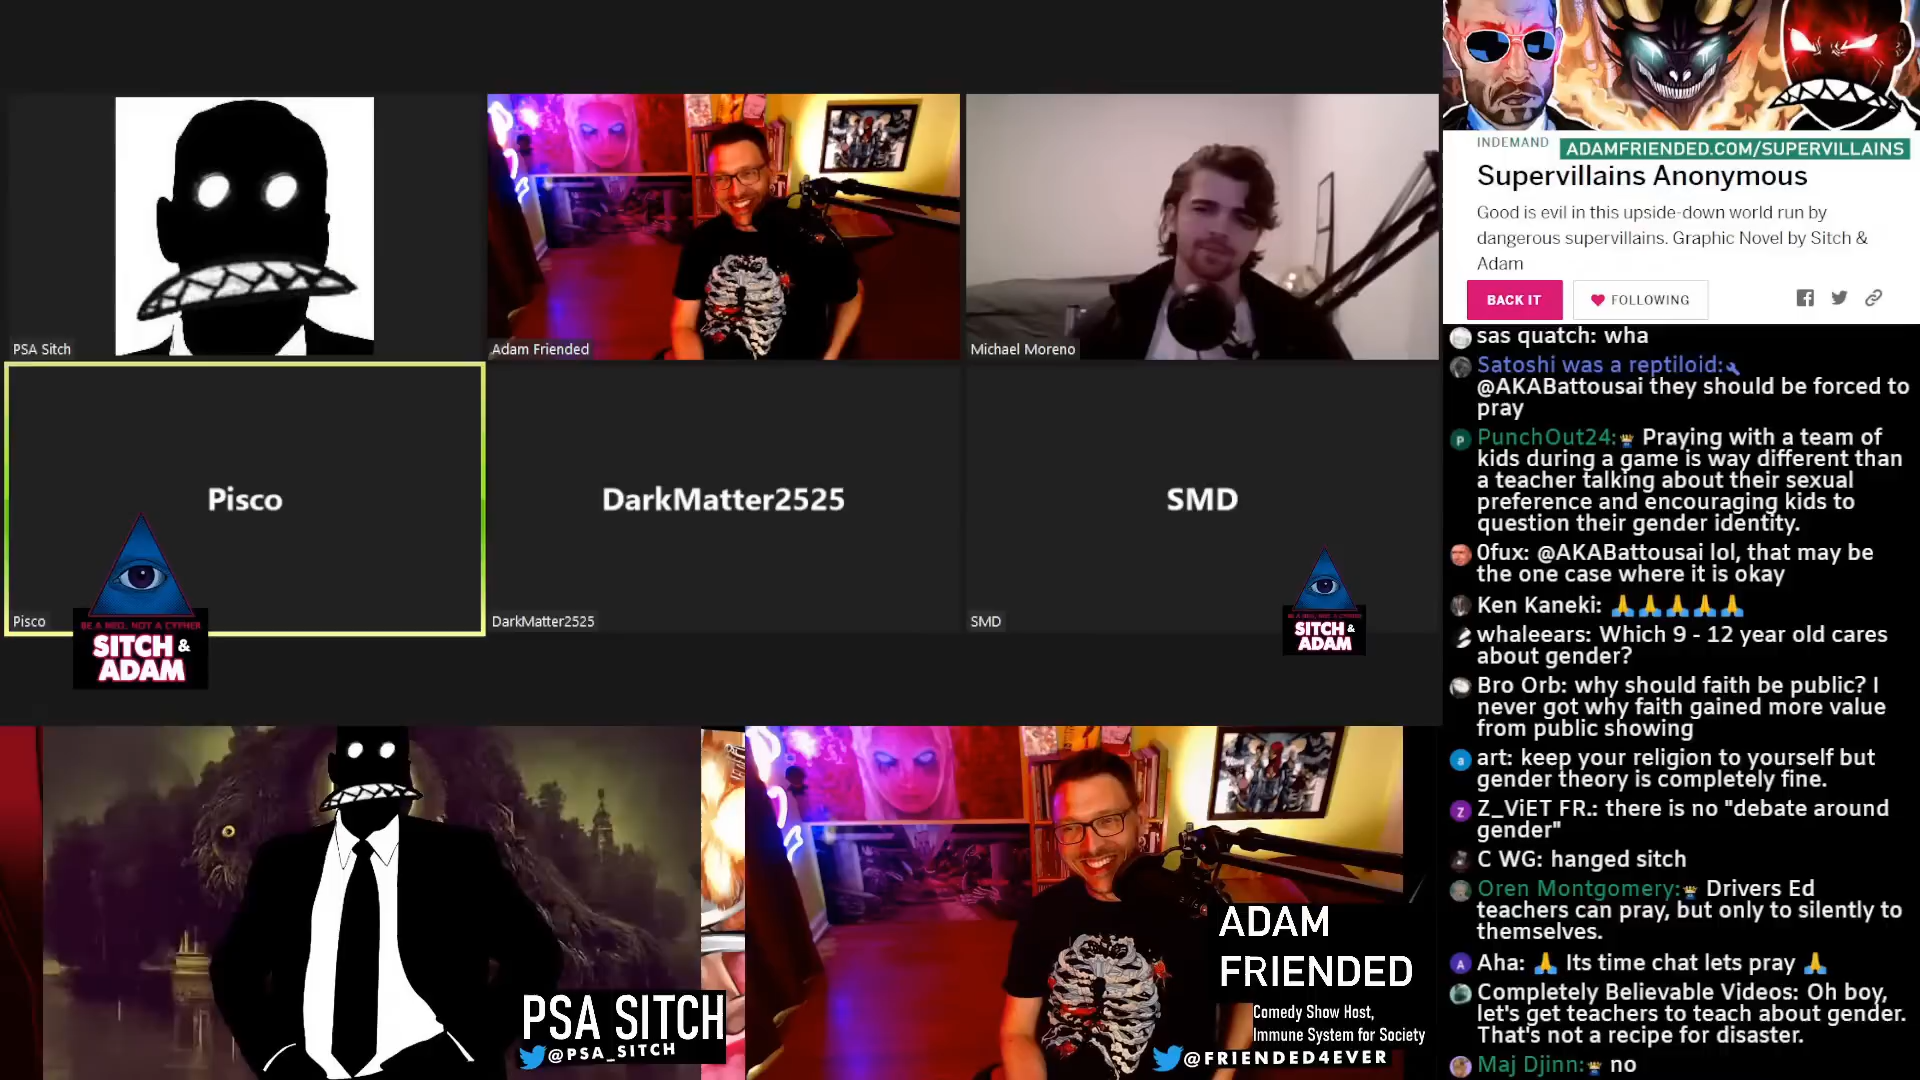 PSA Sitch
Adam Friended
Michael Moreno
Pisco
DarkMatter2525
SMD
Pisco
DarkMatter2525
SMD
SITCH &
ADAM
SITCH &
ADAM
PSA SITCH
@PSA_SITCH
ADAM
FRIENDED
Comedy Show Host,
Immune System for Society
@FRIENDED4EVER
INDEMAND
ADAMFRIENDED.COM/SUPERVILLAINS
Supervillains Anonymous
Good is evil in this upside-down world run by
dangerous supervillains. Graphic Novel by Sitch &
Adam
BACK IT
FOLLOWING
sas quatch: wha
Satoshi was a reptiloid:
@AKABattousai they should be forced to
pray
P PunchOut24: Praying with a team of
kids during a game is way different than
a teacher talking about their sexual
preference and encouraging kids to
question their gender identity.
0fux: @AKABattousai lol, that may be
the one case where it is okay
Ken Kaneki: 🙏🙏🙏🙏🙏
whaleears: Which 9 - 12 year old cares
about gender?
Bro Orb: why should faith be public? I
never got why faith gained more value
from public showing
a art: keep your religion to yourself but
gender theory is completely fine.
Z Z_ViET FR.: there is no "debate around
gender"
C WG: hanged sitch
Oren Montgomery: Drivers Ed
teachers can pray, but only to silently to
themselves.
A Aha: 🙏 Its time chat lets pray 🙏
Completely Believable Videos: Oh boy,
let's get teachers to teach about gender.
That's not a recipe for disaster.
Maj Djinn: no